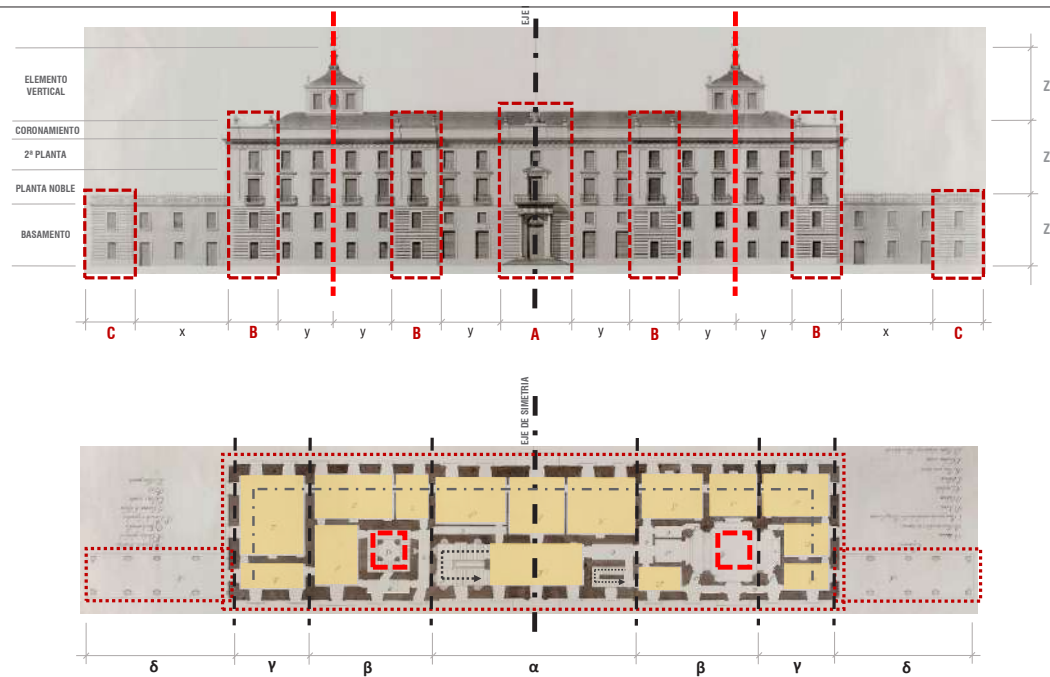 EJE
ELEMENTO
VERTICAL
CORONAMIENTO
2ª PLANTA
PLANTA NOBLE
BASAMENTO
Z
Z
Z
C x B y y B y A y B y y B x C
EJE DE SIMETRIA
δ γ β α β γ δ